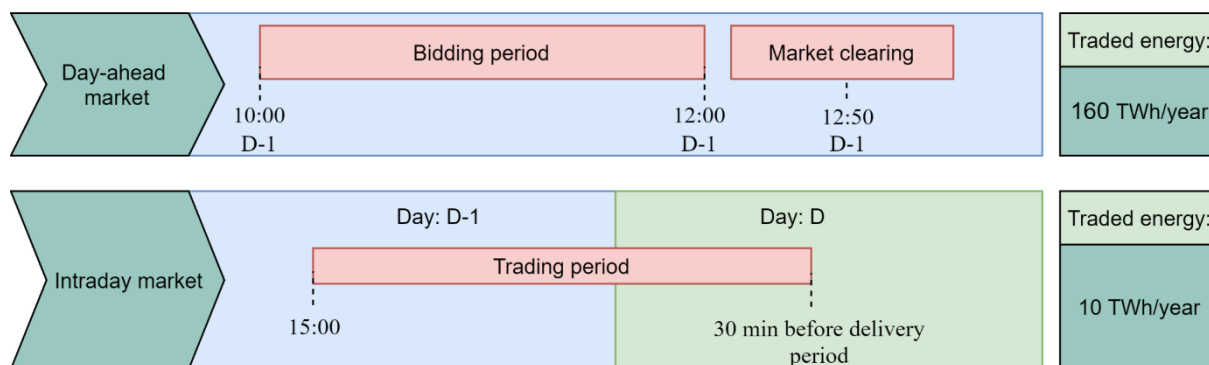 Day-ahead
market
Bidding period
Market clearing
10:00
D-1
12:00
D-1
12:50
D-1
Traded energy:
160 TWh/year
Intraday market
Day: D-1
Day: D
Trading period
15:00
30 min before delivery
period
Traded energy:
10 TWh/year